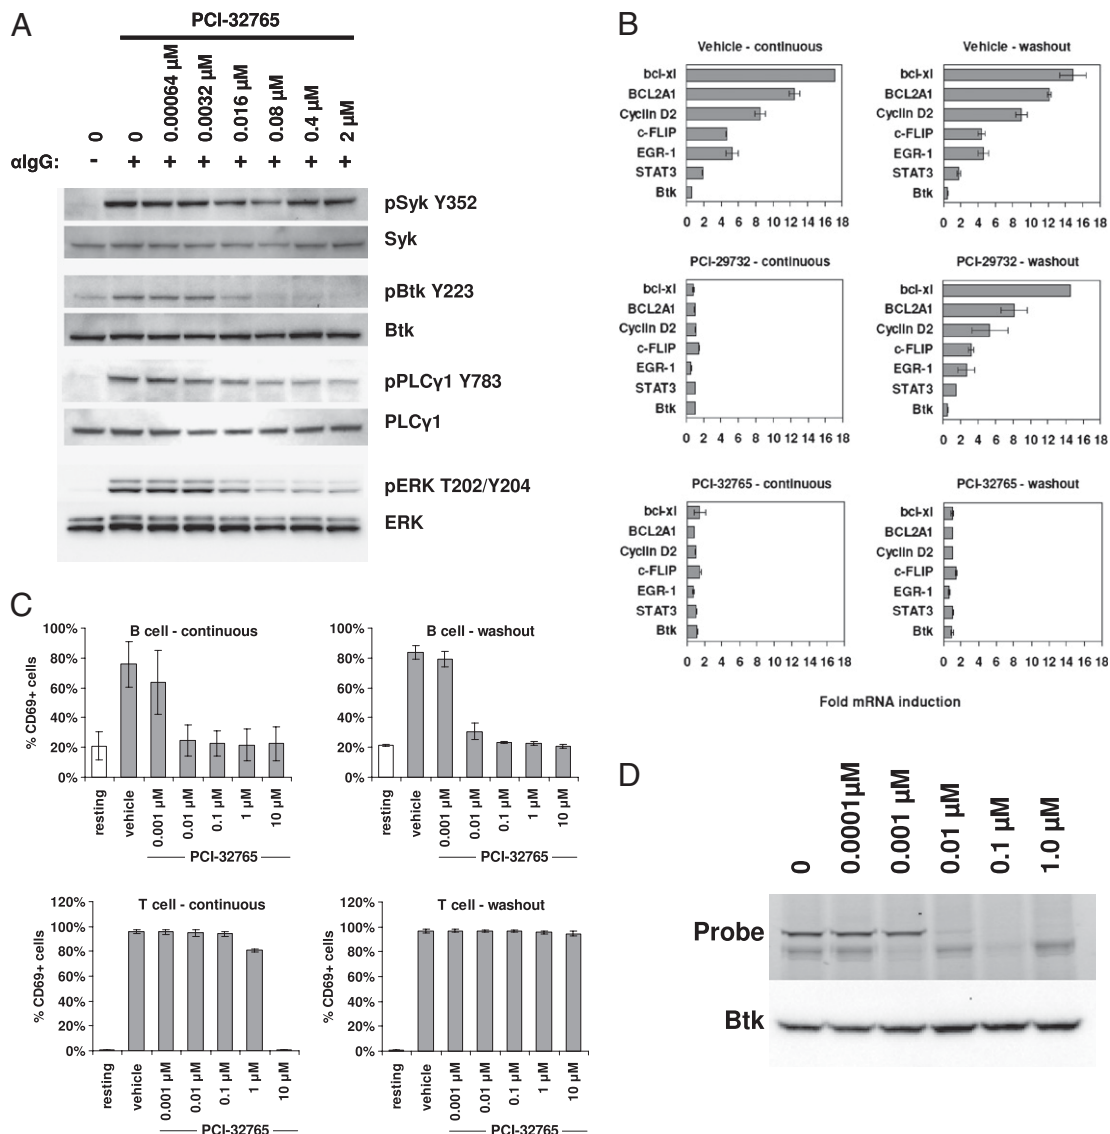 A
PCI-32765
0 0 0.00064 µM 0.0032 µM 0.016 µM 0.08 µM 0.4 µM 2 µM
αIgG: - + + + + + + +
pSyk Y352
Syk
pBtk Y223
Btk
pPLCγ1 Y783
PLCγ1
pERK T202/Y204
ERK
B
Vehicle - continuous
bcl-xl
BCL2A1
Cyclin D2
c-FLIP
EGR-1
STAT3
Btk
0 2 4 6 8 10 12 14 16 18
Vehicle - washout
bcl-xl
BCL2A1
Cyclin D2
c-FLIP
EGR-1
STAT3
Btk
0 2 4 6 8 10 12 14 16 18
PCI-29732 - continuous
bcl-xl
BCL2A1
Cyclin D2
c-FLIP
EGR-1
STAT3
Btk
0 2 4 6 8 10 12 14 16 18
PCI-29732 - washout
bcl-xl
BCL2A1
Cyclin D2
c-FLIP
EGR-1
STAT3
Btk
0 2 4 6 8 10 12 14 16 18
PCI-32765 - continuous
bcl-xl
BCL2A1
Cyclin D2
c-FLIP
EGR-1
STAT3
Btk
0 2 4 6 8 10 12 14 16 18
PCI-32765 - washout
bcl-xl
BCL2A1
Cyclin D2
c-FLIP
EGR-1
STAT3
Btk
0 2 4 6 8 10 12 14 16 18
Fold mRNA induction
C
B cell - continuous
% CD69+ cells
100%
80%
60%
40%
20%
0%
resting vehicle 0.001 µM 0.01 µM 0.1 µM 1 µM 10 µM
PCI-32765
B cell - washout
% CD69+ cells
100%
80%
60%
40%
20%
0%
resting vehicle 0.001 µM 0.01 µM 0.1 µM 1 µM 10 µM
PCI-32765
T cell - continuous
% CD69+ cells
120%
100%
80%
60%
40%
20%
0%
resting vehicle 0.001 µM 0.01 µM 0.1 µM 1 µM 10 µM
PCI-32765
T cell - washout
% CD69+ cells
120%
100%
80%
60%
40%
20%
0%
resting vehicle 0.001 µM 0.01 µM 0.1 µM 1 µM 10 µM
PCI-32765
D
0 0.0001µM 0.001 µM 0.01 µM 0.1 µM 1.0 µM
Probe
Btk